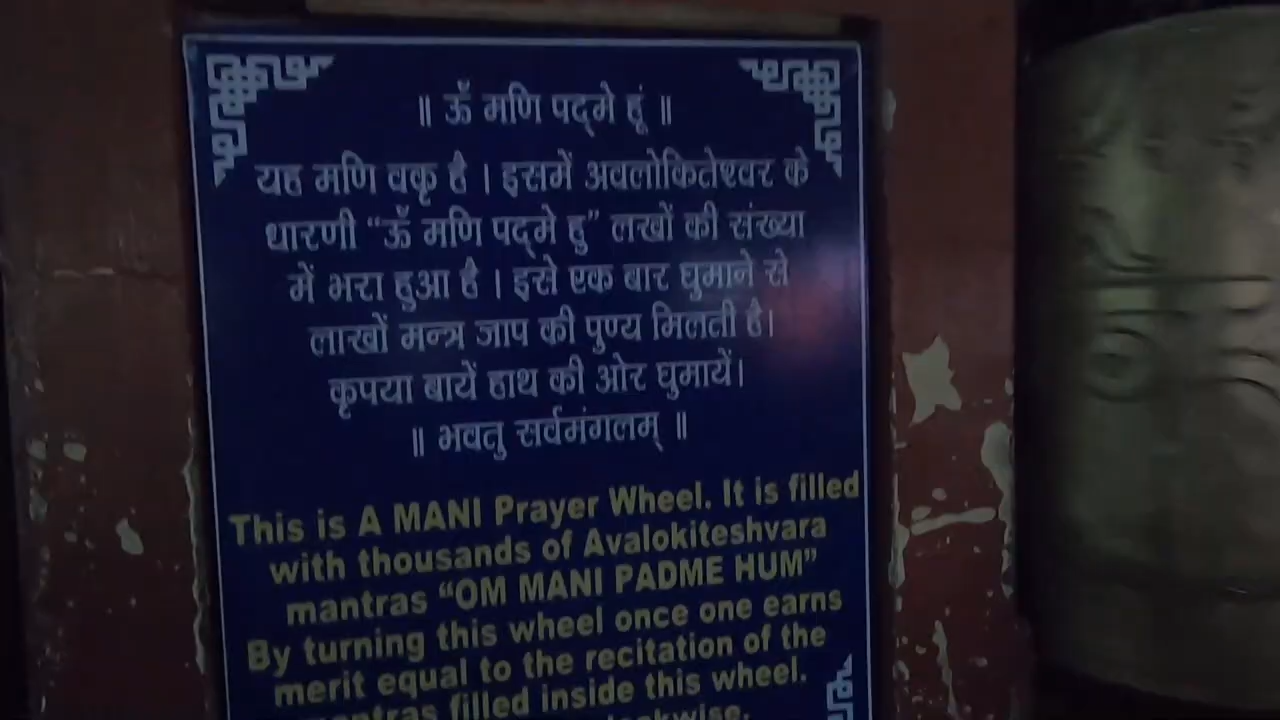 ॥ ॐ मणि पद्‌मे हूं ॥
यह मणि वकृ है । इसमें अवलोकितेश्वर के
धारणी “ॐ मणि पद्‌मे हु” लखों की संख्या
में भरा हुआ है । इसे एक बार घुमाने से
लाखों मन्त्र जाप की पुण्य मिलती है।
कृपया बायें हाथ की ओर घुमायें।
॥ भवतु सर्वमंगलम् ॥
This is A MANI Prayer Wheel. It is filled
with thousands of Avalokiteshvara
mantras “OM MANI PADME HUM”
By turning this wheel once one earns
merit equal to the recitation of the
mantras filled inside this wheel.